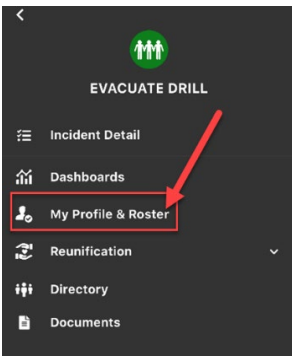 EVACUATE DRILL
Incident Detail
Dashboards
My Profile & Roster
Reunification
Directory
Documents